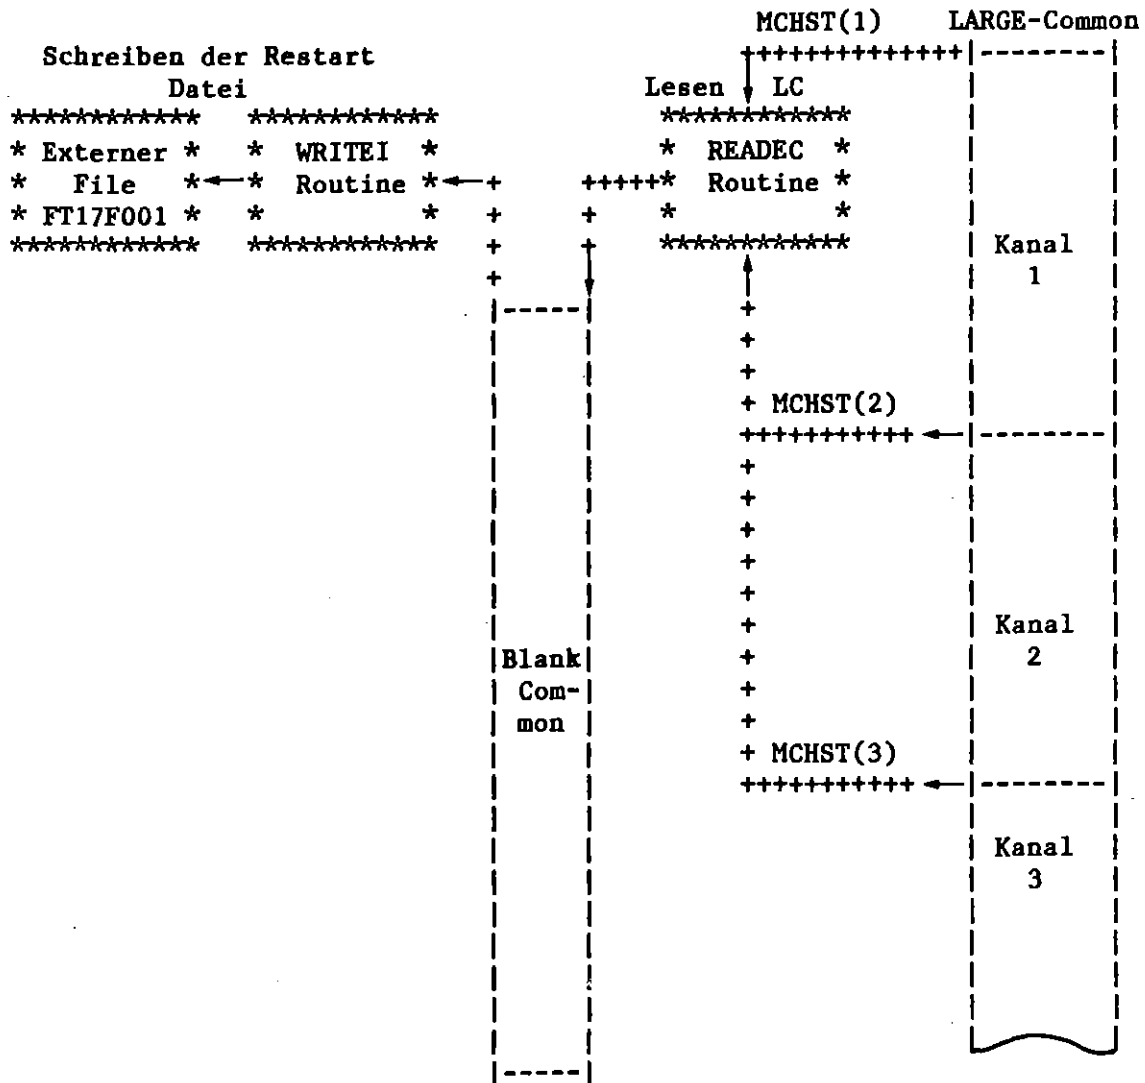 MCHST(1) LARGE-Common
Schreiben der Restart
Datei
Lesen LC
Externer
File
FT17F001
WRITEI
Routine
READEC
Routine
Kanal
1
MCHST(2)
Blank
Com-
mon
Kanal
2
MCHST(3)
Kanal
3